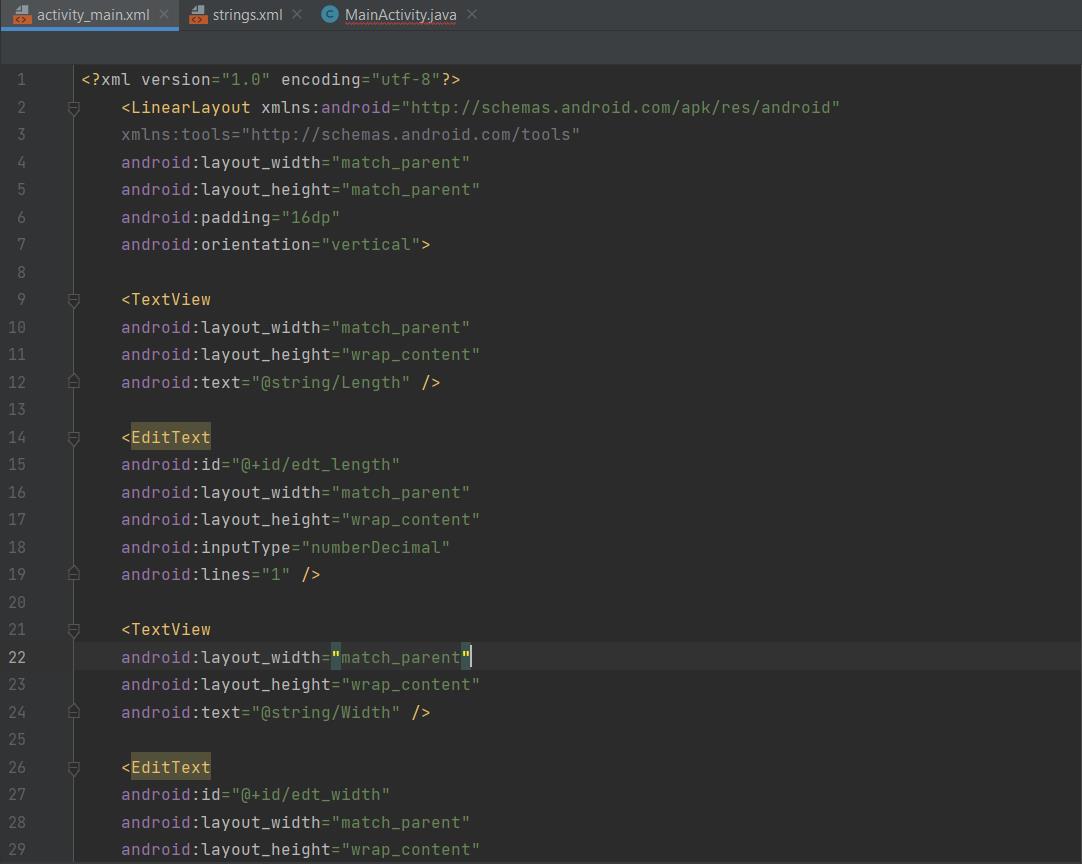 activity_main.xml strings.xml MainActivity.java
1 <?xml version="1.0" encoding="utf-8"?>
2 <LinearLayout xmlns:android="http://schemas.android.com/apk/res/android"
3 xmlns:tools="http://schemas.android.com/tools"
4 android:layout_width="match_parent"
5 android:layout_height="match_parent"
6 android:padding="16dp"
7 android:orientation="vertical">
8
9 <TextView
10 android:layout_width="match_parent"
11 android:layout_height="wrap_content"
12 android:text="@string/Length" />
13
14 <EditText
15 android:id="@+id/edt_length"
16 android:layout_width="match_parent"
17 android:layout_height="wrap_content"
18 android:inputType="numberDecimal"
19 android:lines="1" />
20
21 <TextView
22 android:layout_width="match_parent"
23 android:layout_height="wrap_content"
24 android:text="@string/Width" />
25
26 <EditText
27 android:id="@+id/edt_width"
28 android:layout_width="match_parent"
29 android:layout_height="wrap_content"